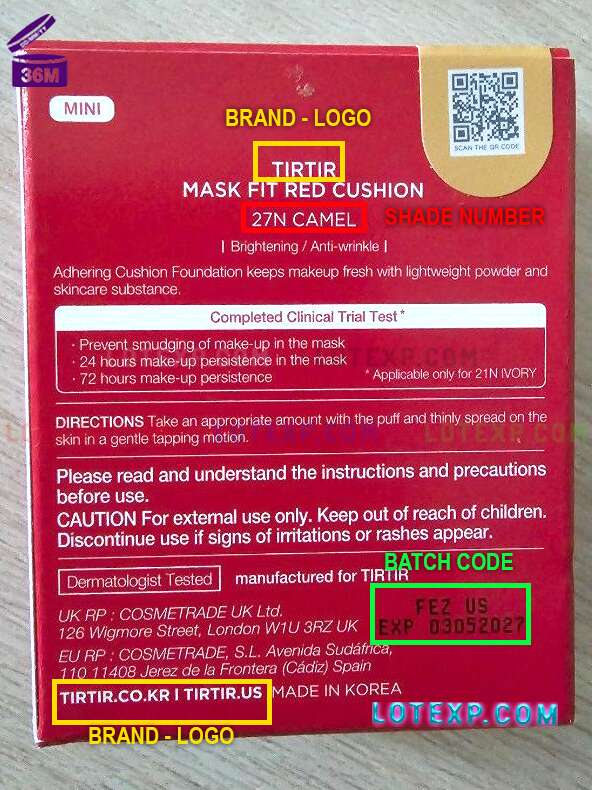 36M
MINI
SCAN THE QR CODE
BRAND - LOGO
TIRTIR
MASK FIT RED CUSHION
27N CAMEL
SHADE NUMBER
| Brightening / Anti-wrinkle |
Adhering Cushion Foundation keeps makeup fresh with lightweight powder and
skincare substance.
Completed Clinical Trial Test*
· Prevent smudging of make-up in the mask
· 24 hours make-up persistence in the mask
· 72 hours make-up persistence
* Applicable only for 21N IVORY
LOTEXP.COM
DIRECTIONS Take an appropriate amount with the puff and thinly spread on the
skin in a gentle tapping motion.
LOTEXP.COM
Please read and understand the instructions and precautions
before use.
CAUTION For external use only. Keep out of reach of children.
Discontinue use if signs of irritations or rashes appear.
BATCH CODE
Dermatologist Tested
manufactured for TIRTIR
FEZ US
EXP 03052027
UK RP : COSMETRADE UK Ltd.
126 Wigmore Street, London W1U 3RZ UK
EU RP : COSMETRADE, S.L. Avenida Sudáfrica,
110 11408 Jerez de la Frontera (Cádiz) Spain
TIRTIR.CO.KR I TIRTIR.US MADE IN KOREA
LOTEXP.COM
BRAND - LOGO